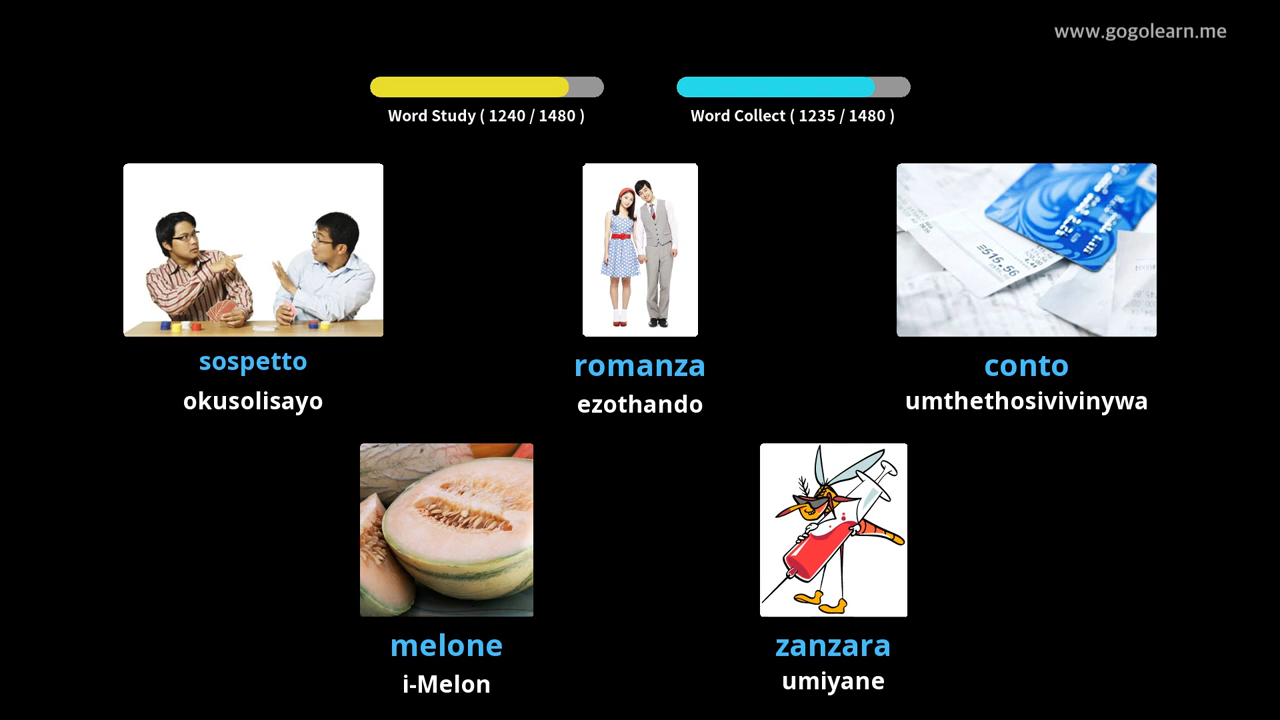 www.gogolearn.me
Word Study ( 1240 / 1480 )
Word Collect ( 1235 / 1480 )
sospetto
okusolisayo
romanza
ezothando
conto
umthethosivivinywa
melone
i-Melon
zanzara
umiyane